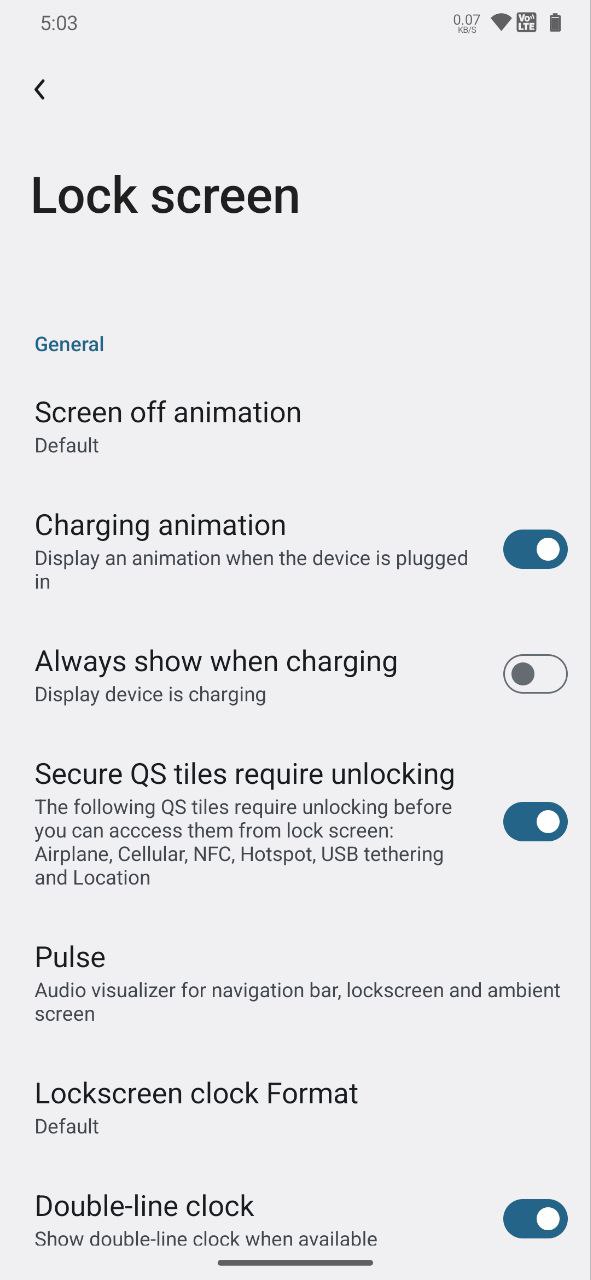 5:03
0.07
KB/S
Vo))
LTE
Lock screen
General
Screen off animation
Default
Charging animation
Display an animation when the device is plugged
in
Always show when charging
Display device is charging
Secure QS tiles require unlocking
The following QS tiles require unlocking before
you can acccess them from lock screen:
Airplane, Cellular, NFC, Hotspot, USB tethering
and Location
Pulse
Audio visualizer for navigation bar, lockscreen and ambient
screen
Lockscreen clock Format
Default
Double-line clock
Show double-line clock when available